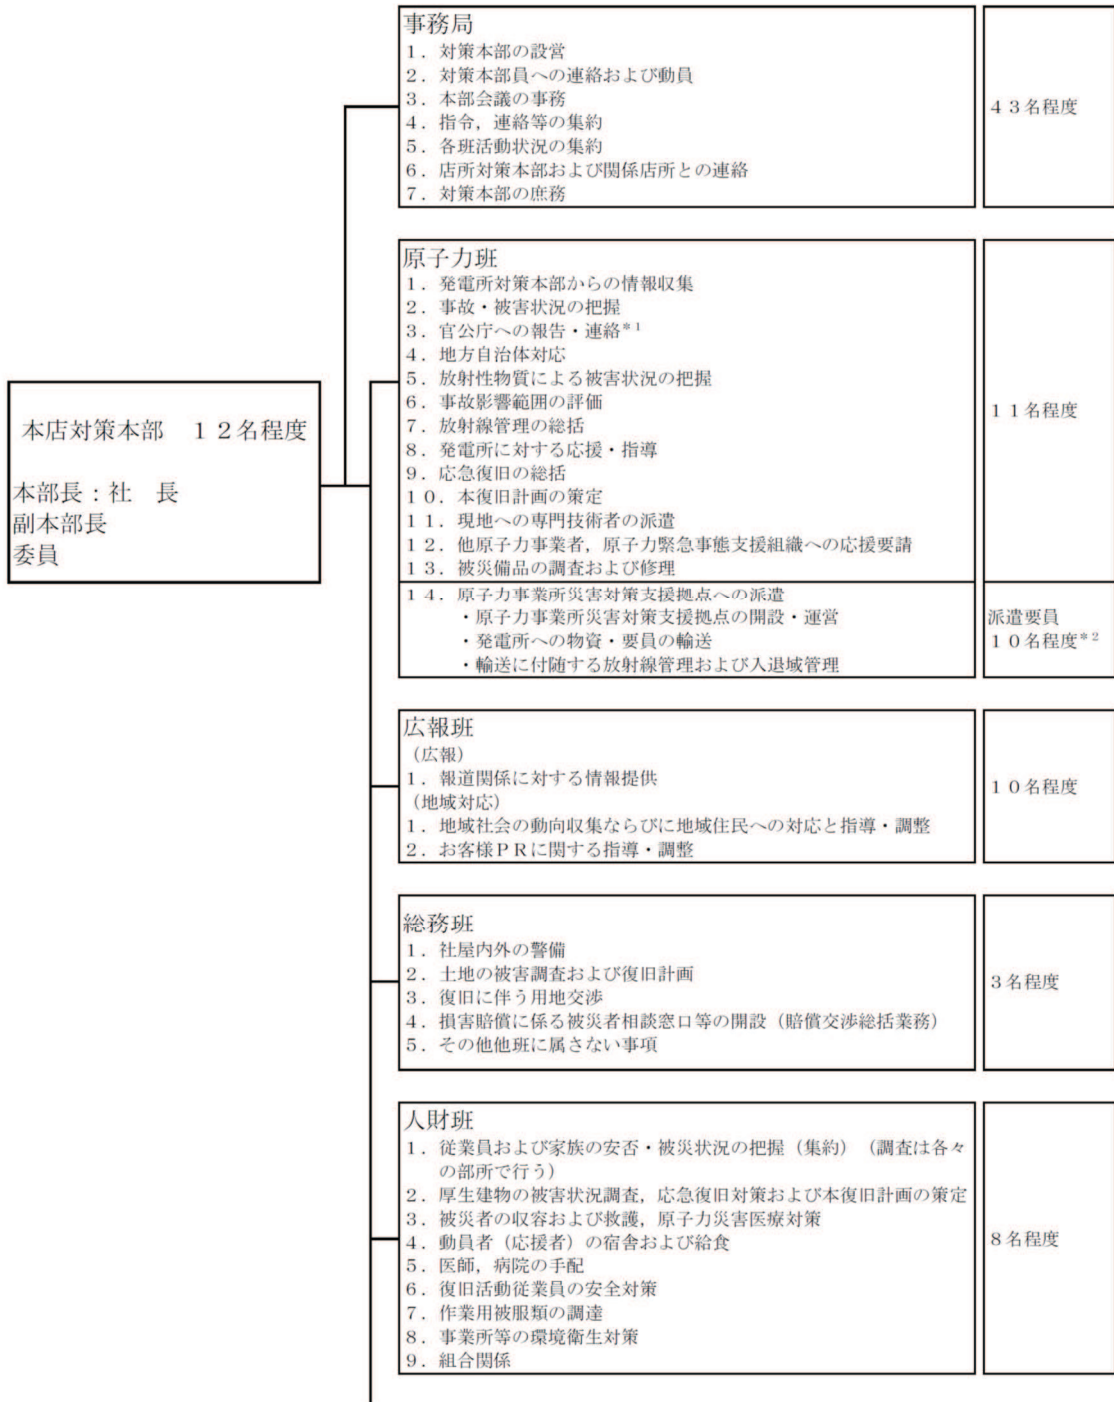 本店対策本部　１２名程度
本部長：社　長
副本部長
委員
事務局
１．対策本部の設営
２．対策本部員への連絡および動員
３．本部会議の事務
４．指令，連絡等の集約
５．各班活動状況の集約
６．店所対策本部および関係店所との連絡
７．対策本部の庶務
４３名程度
原子力班
１．発電所対策本部からの情報収集
２．事故・被害状況の把握
３．官公庁への報告・連絡＊１
４．地方自治体対応
５．放射性物質による被害状況の把握
６．事故影響範囲の評価
７．放射線管理の総括
８．発電所に対する応援・指導
９．応急復旧の総括
１０．本復旧計画の策定
１１．現地への専門技術者の派遣
１２．他原子力事業者，原子力緊急事態支援組織への応援要請
１３．被災備品の調査および修理
１１名程度
１４．原子力事業所災害対策支援拠点への派遣
・原子力事業所災害対策支援拠点の開設・運営
・発電所への物資・要員の輸送
・輸送に付随する放射線管理および入退域管理
派遣要員
１０名程度＊２
広報班
（広報）
１．報道関係に対する情報提供
（地域対応）
１．地域社会の動向収集ならびに地域住民への対応と指導・調整
２．お客様ＰＲに関する指導・調整
１０名程度
総務班
１．社屋内外の警備
２．土地の被害調査および復旧計画
３．復旧に伴う用地交渉
４．損害賠償に係る被災者相談窓口等の開設（賠償交渉総括業務）
５．その他他班に属さない事項
３名程度
人財班
１．従業員および家族の安否・被災状況の把握（集約）（調査は各々
の部所で行う）
２．厚生建物の被害状況調査，応急復旧対策および本復旧計画の策定
３．被災者の収容および救護，原子力災害医療対策
４．動員者（応援者）の宿舎および給食
５．医師，病院の手配
６．復旧活動従業員の安全対策
７．作業用被服類の調達
８．事業所等の環境衛生対策
９．組合関係
８名程度